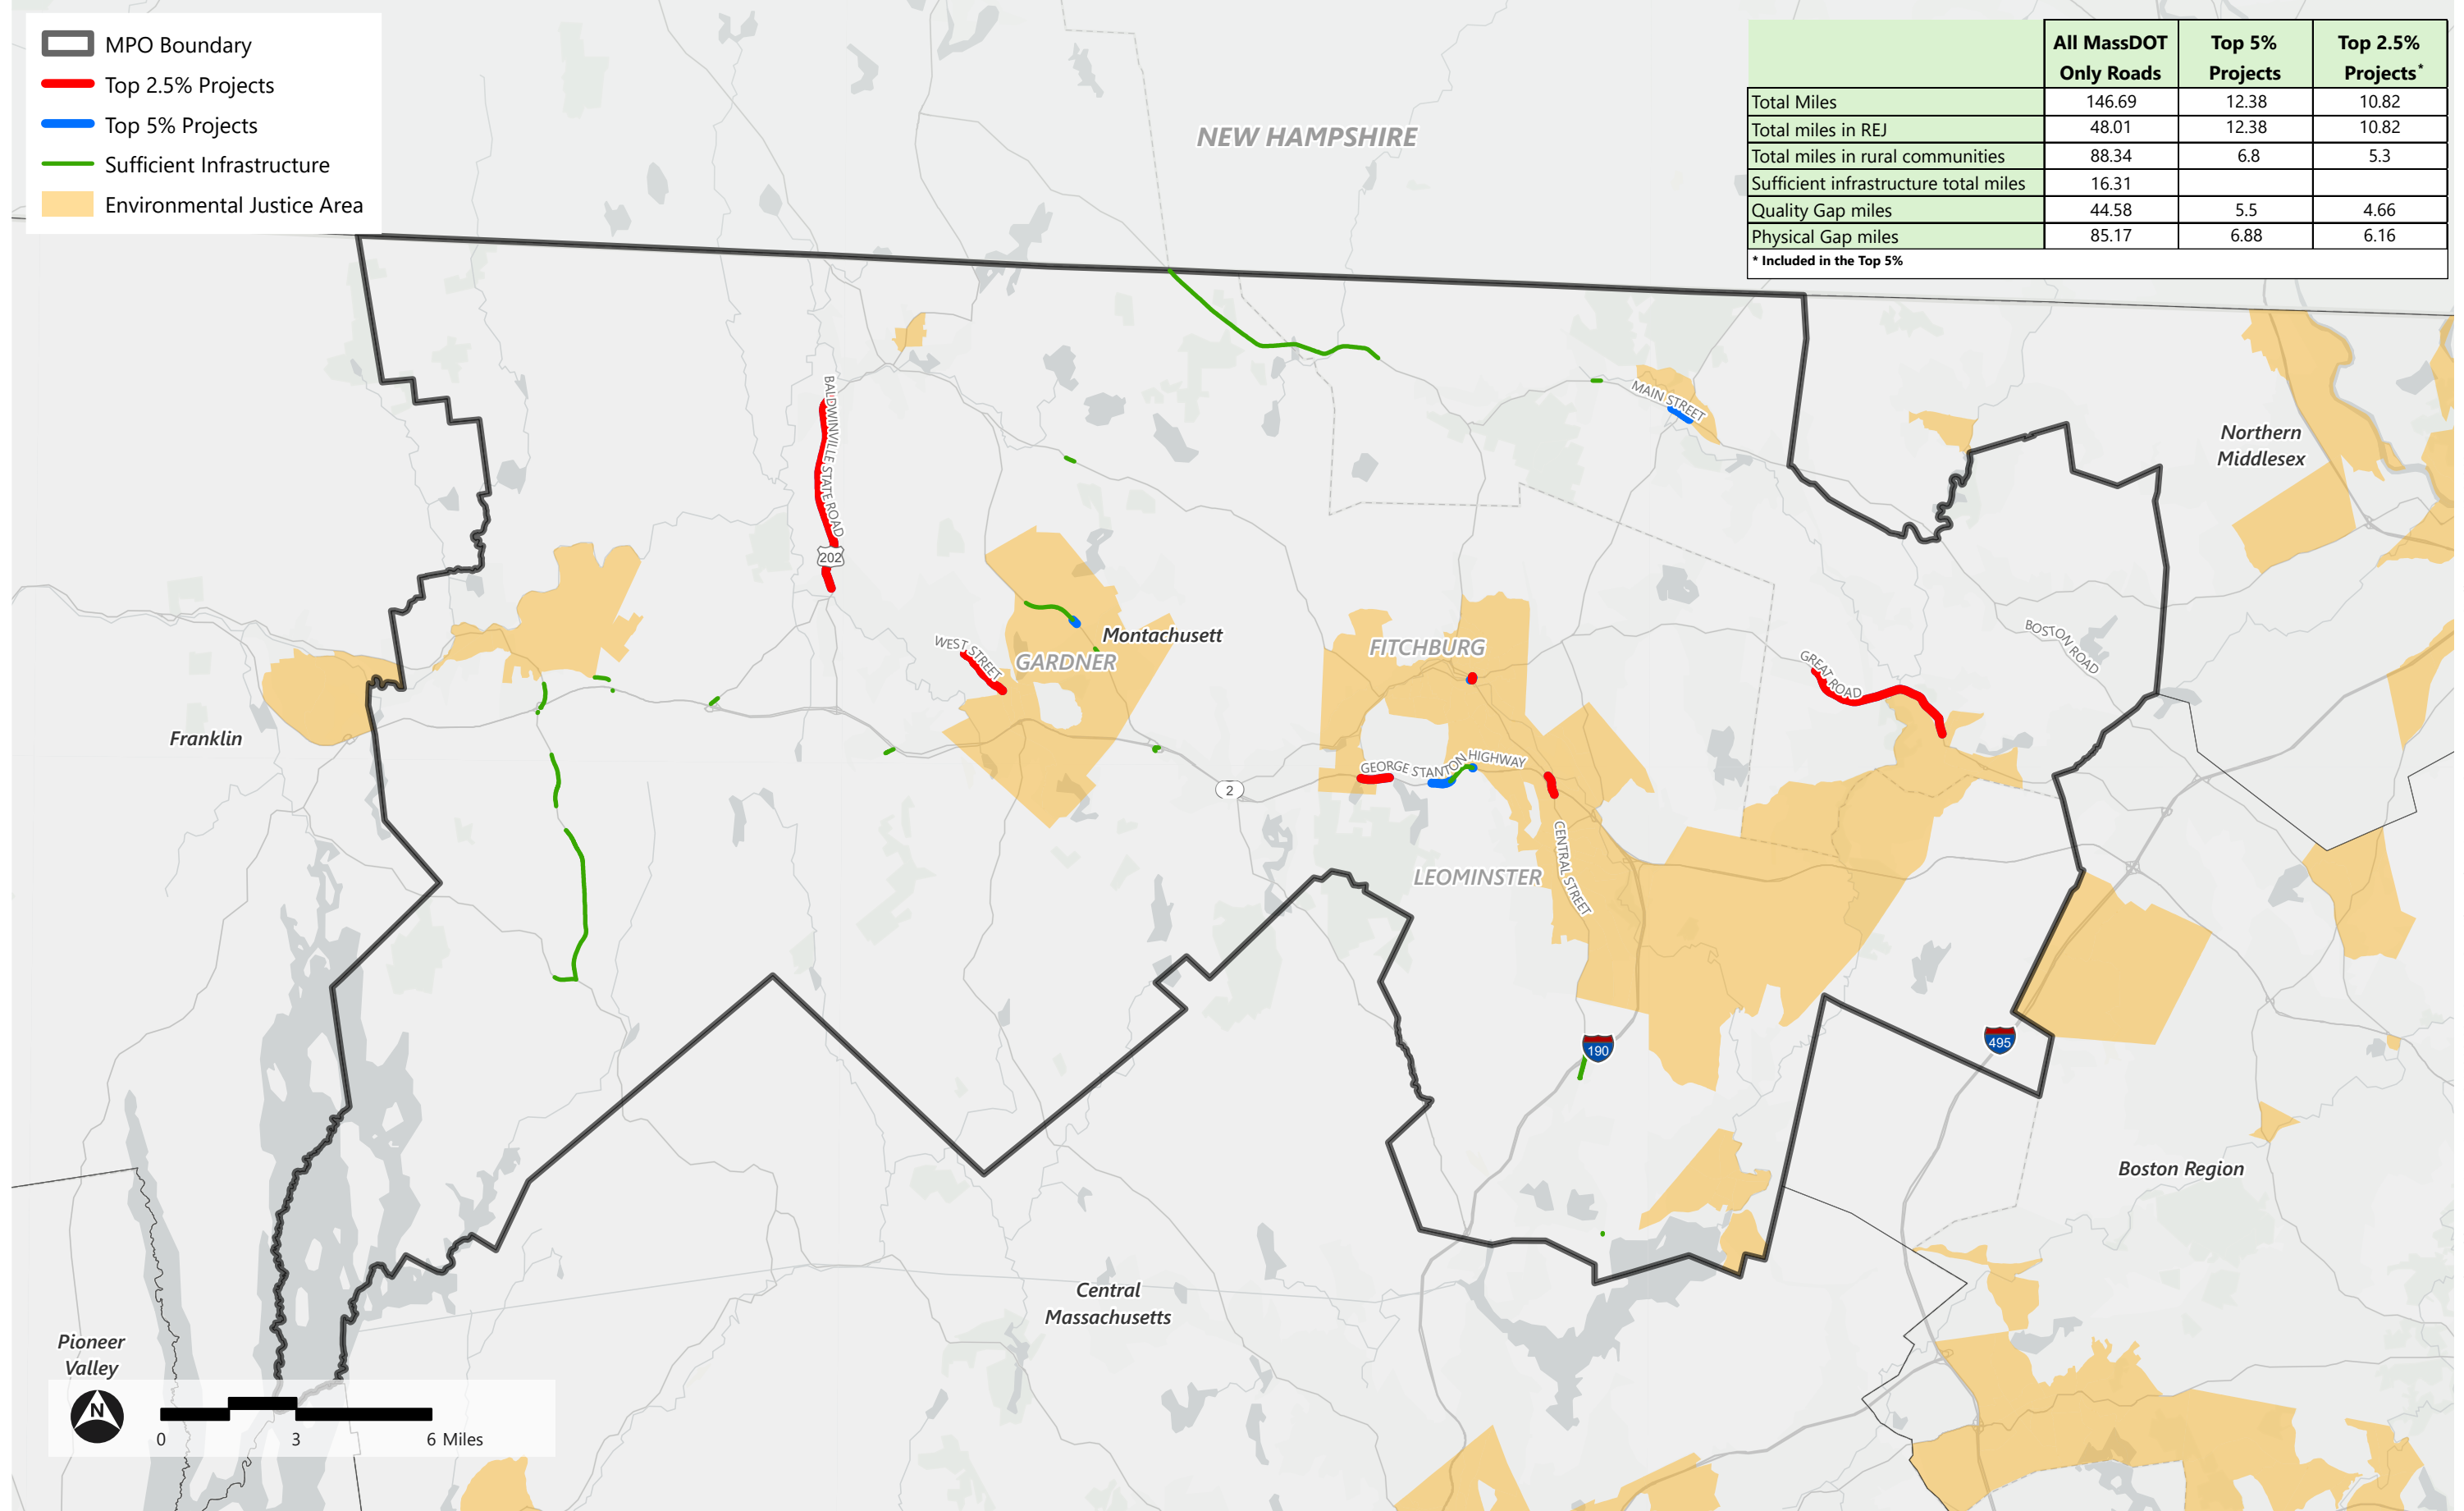 MPO Boundary
Top 2.5% Projects
Top 5% Projects
Sufficient Infrastructure
Environmental Justice Area
All MassDOT Only Roads Top 5% Projects Top 2.5% Projects*
Total Miles 146.69 12.38 10.82
Total miles in REJ 48.01 12.38 10.82
Total miles in rural communities 88.34 6.8 5.3
Sufficient infrastructure total miles 16.31
Quality Gap miles 44.58 5.5 4.66
Physical Gap miles 85.17 6.88 6.16
* Included in the Top 5%
NEW HAMPSHIRE
BALDWINVILLE STATE ROAD
MAIN STREET
Northern
Middlesex
202
WEST STREET
GARDNER
Montachusett
FITCHBURG
GREAT ROAD
BOSTON ROAD
Franklin
GEORGE STANTON HIGHWAY
2
CENTRAL STREET
LEOMINSTER
190
495
Boston Region
Central
Massachusetts
Pioneer
Valley
N
0 3 6 Miles